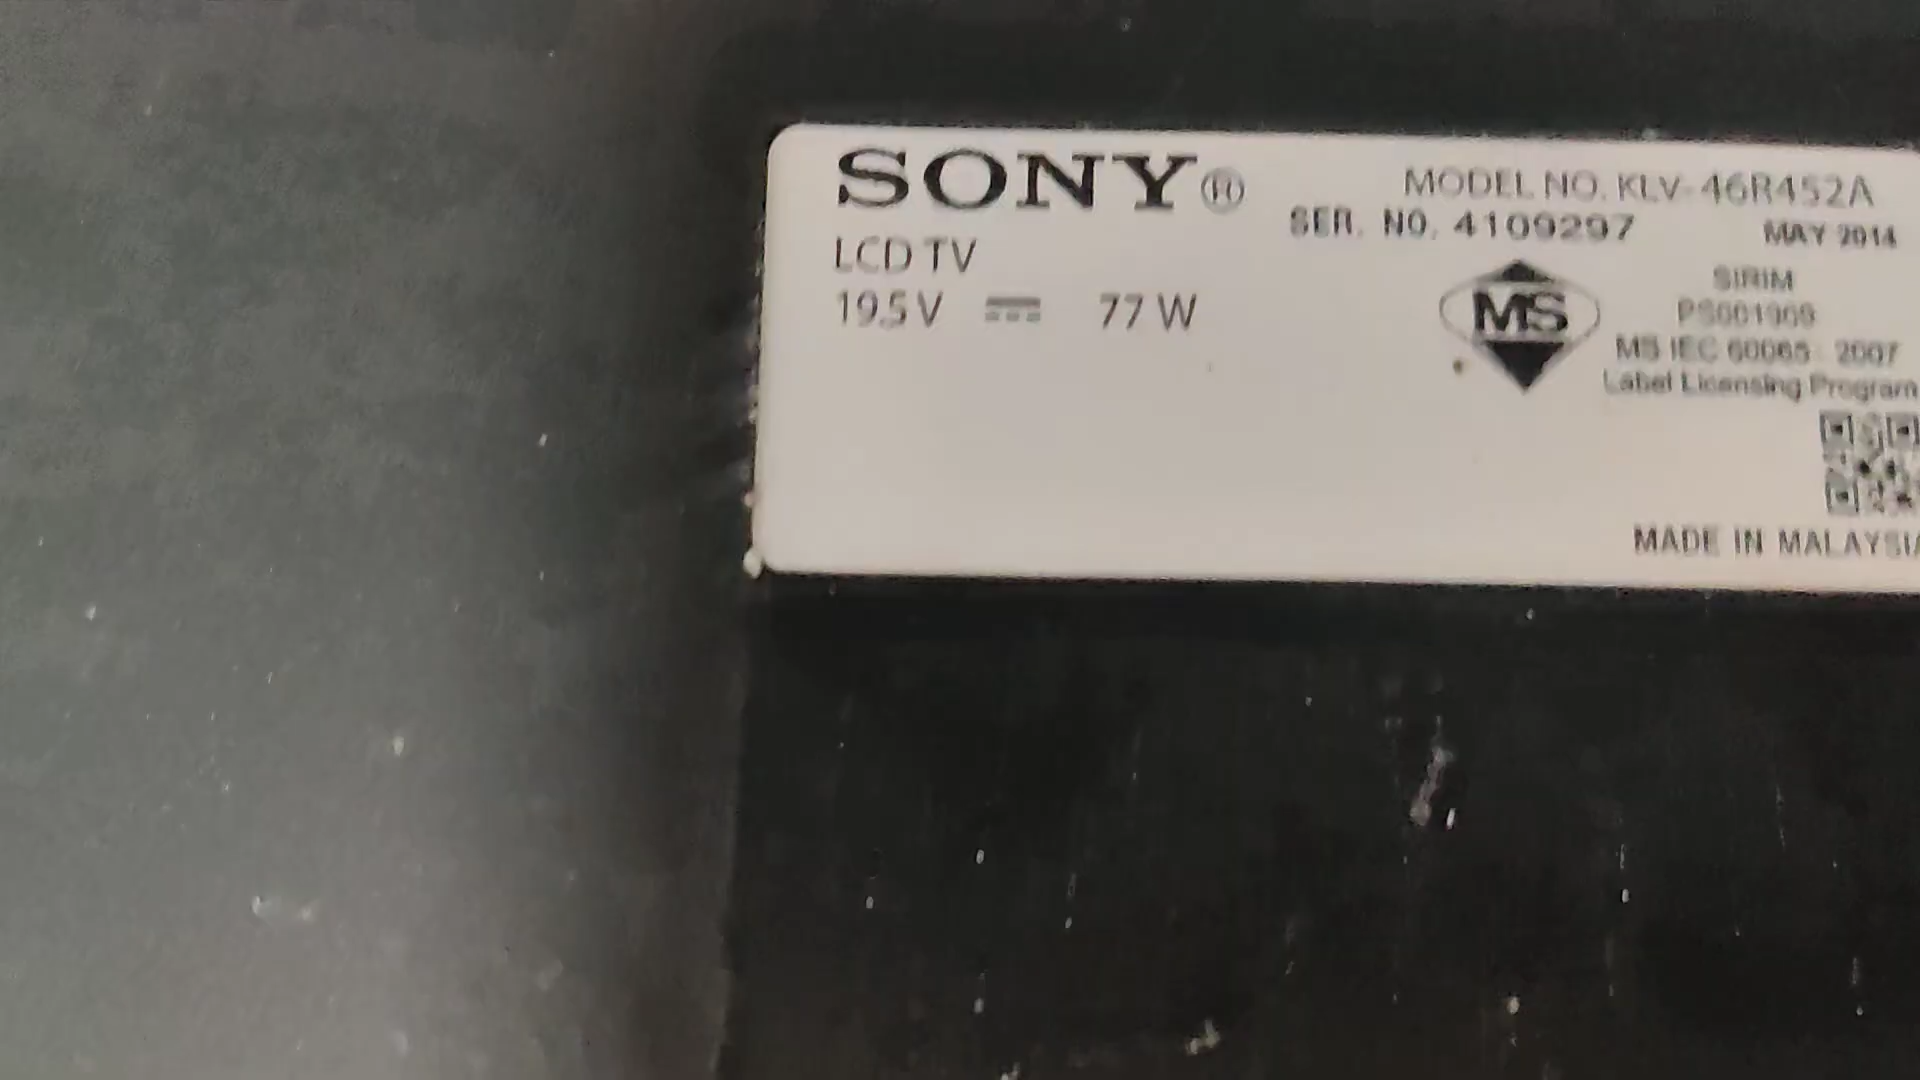 SONY®
MODEL NO. KLV-46R452A
SER. NO. 4109297
MAY 2014
LCD TV
19.5 V ⎓ 77 W
MS
SIRIM
PS001969
MS IEC 60065 : 2007
Label Licensing Program
MADE IN MALAYSIA